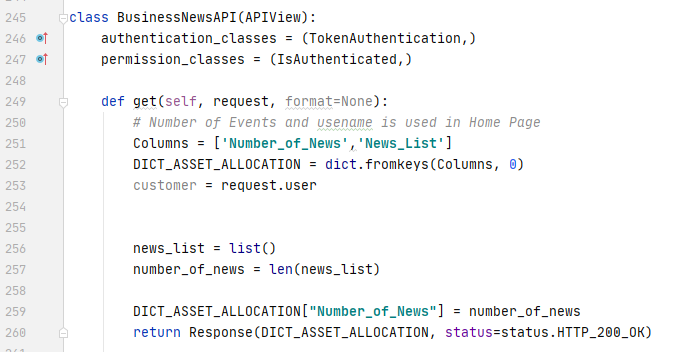 245 class BusinessNewsAPI(APIView):
246 authentication_classes = (TokenAuthentication,)
247 permission_classes = (IsAuthenticated,)
248
249 def get(self, request, format=None):
250 # Number of Events and usename is used in Home Page
251 Columns = ['Number_of_News','News_List']
252 DICT_ASSET_ALLOCATION = dict.fromkeys(Columns, 0)
253 customer = request.user
254
255
256 news_list = list()
257 number_of_news = len(news_list)
258
259 DICT_ASSET_ALLOCATION["Number_of_News"] = number_of_news
260 return Response(DICT_ASSET_ALLOCATION, status=status.HTTP_200_OK)